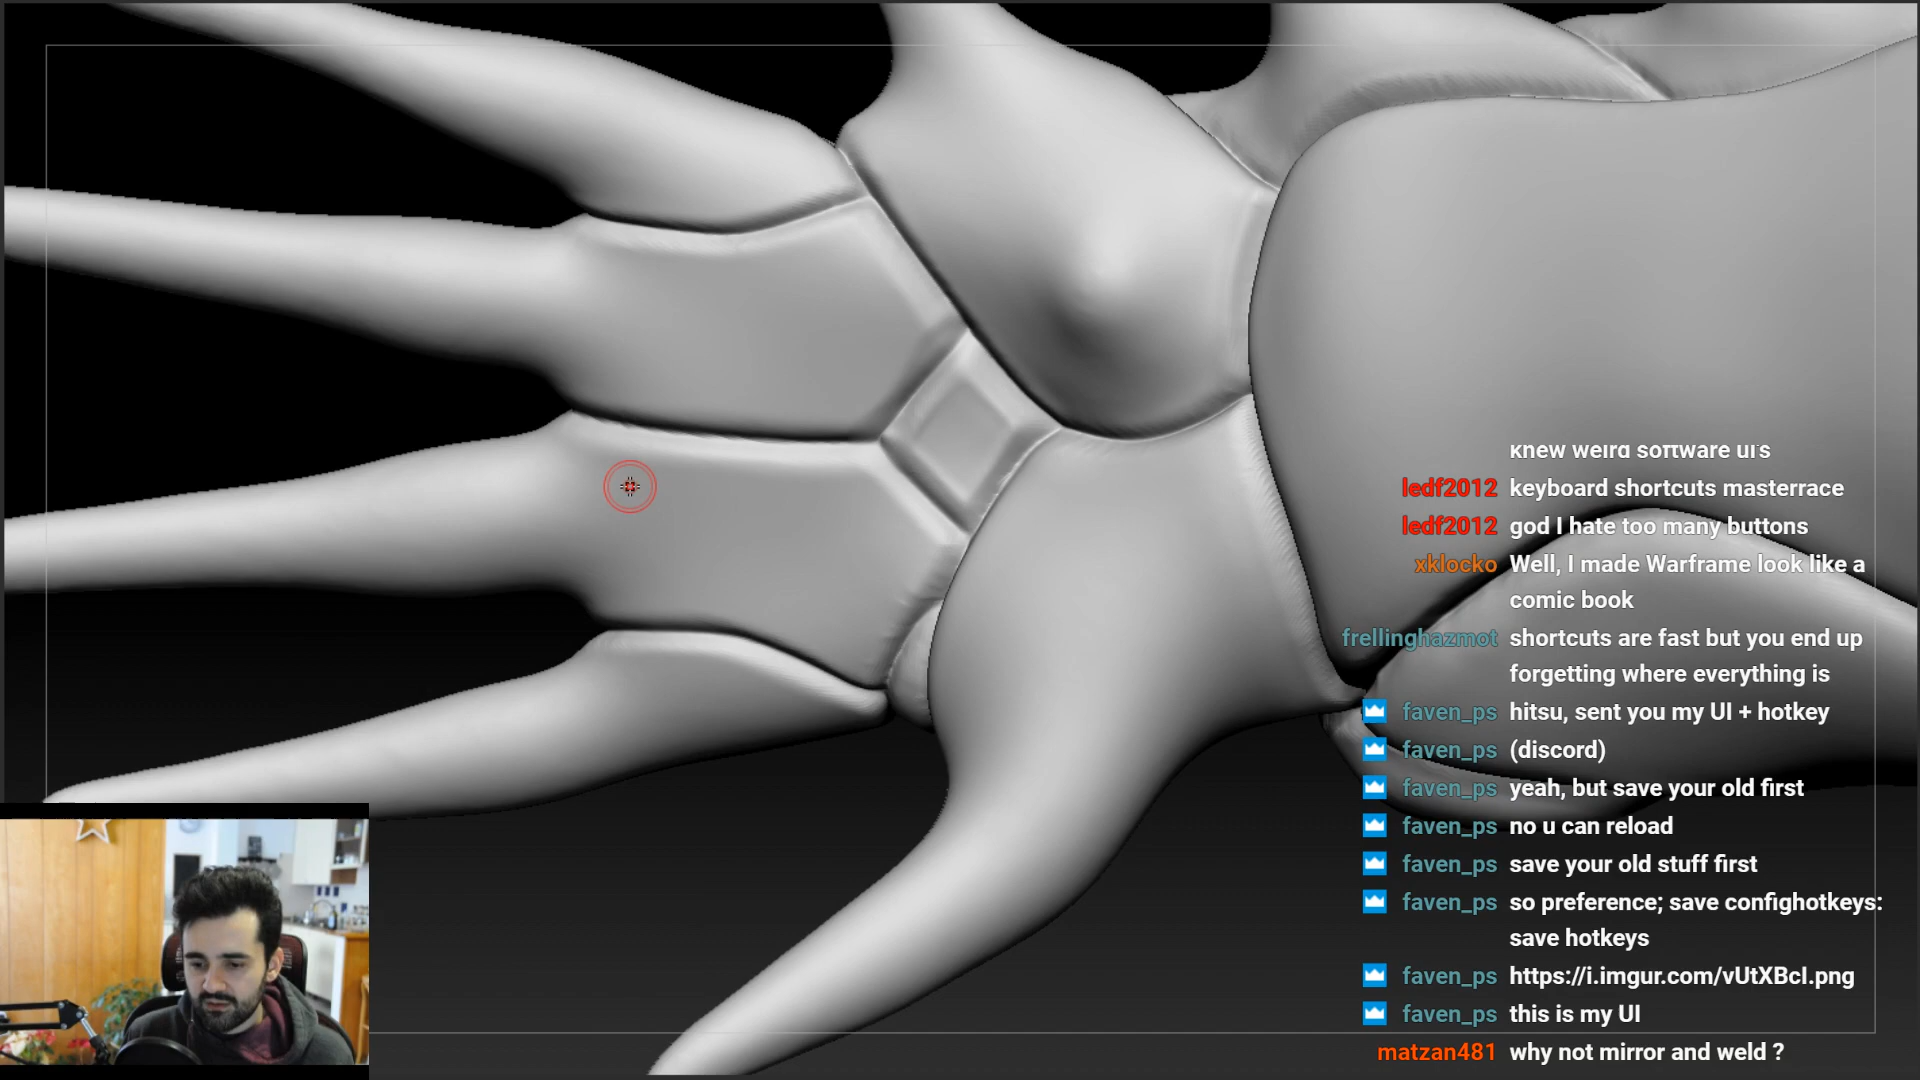 knew weird software ui's
ledf2012 keyboard shortcuts masterrace
ledf2012 god I hate too many buttons
xklocko Well, I made Warframe look like a
comic book
frellinghazmot shortcuts are fast but you end up
forgetting where everything is
faven_ps hitsu, sent you my UI + hotkey
faven_ps (discord)
faven_ps yeah, but save your old first
faven_ps no u can reload
faven_ps save your old stuff first
faven_ps so preference; save confighotkeys:
save hotkeys
faven_ps https://i.imgur.com/vUtXBcI.png
faven_ps this is my UI
matzan481 why not mirror and weld ?